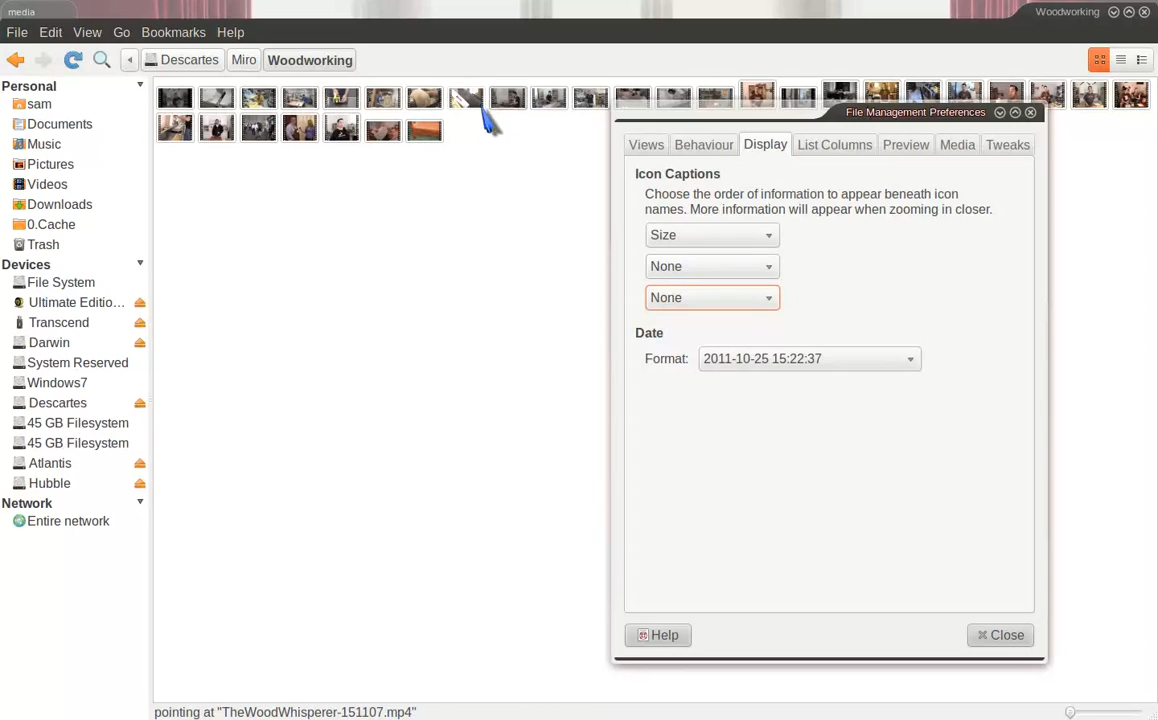 media
Woodworking
File Edit View Go Bookmarks Help
Descartes Miro Woodworking
Personal
sam
Documents
Music
Pictures
Videos
Downloads
0.Cache
Trash
Devices
File System
Ultimate Editio...
Transcend
Darwin
System Reserved
Windows7
Descartes
45 GB Filesystem
45 GB Filesystem
Atlantis
Hubble
Network
Entire network
File Management Preferences
Views Behaviour Display List Columns Preview Media Tweaks
Icon Captions
Choose the order of information to appear beneath icon
names. More information will appear when zooming in closer.
Size
None
None
Date
Format: 2011-10-25 15:22:37
Help Close
pointing at "TheWoodWhisperer-151107.mp4"